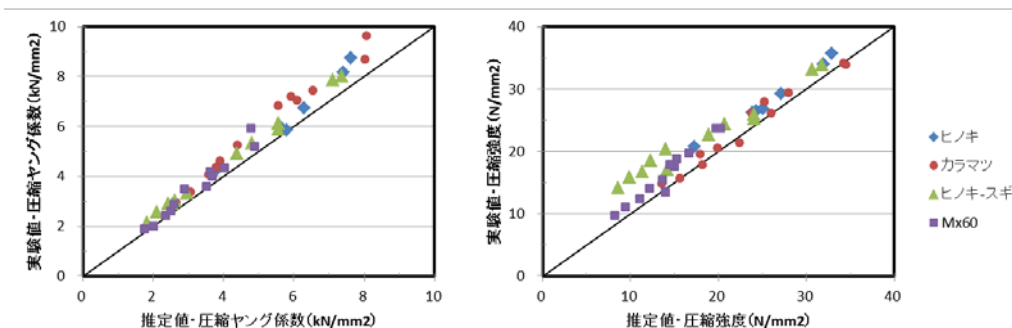 実験値・圧縮ヤング係数(kN/mm2)
10
8
6
4
2
0
0 2 4 6 8 10
推定値・圧縮ヤング係数(kN/mm2)
実験値・圧縮強度(N/mm2)
40
30
20
10
0
0 10 20 30 40
推定値・圧縮強度(N/mm2)
ヒノキ
カラマツ
ヒノキ-スギ
Mx60